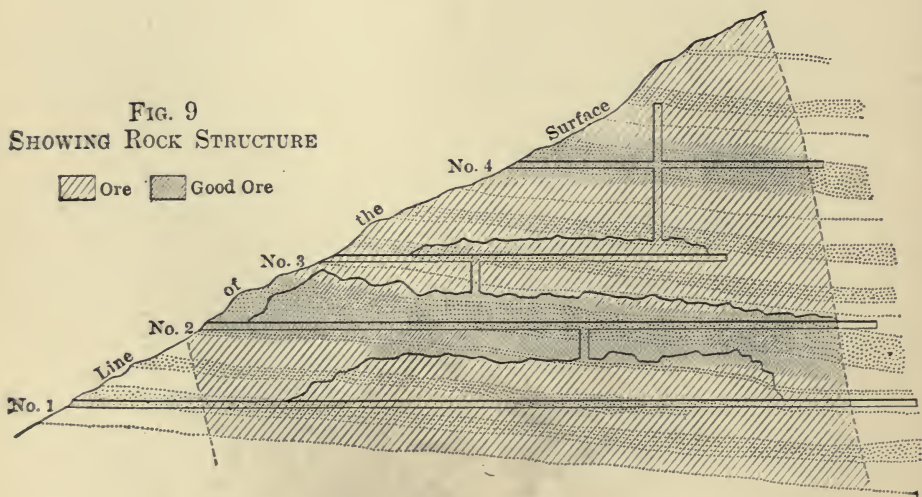 FIG. 9
SHOWING ROCK STRUCTURE
Ore Good Ore
Line of the Surface
No. 4
No. 3
No. 2
No. 1